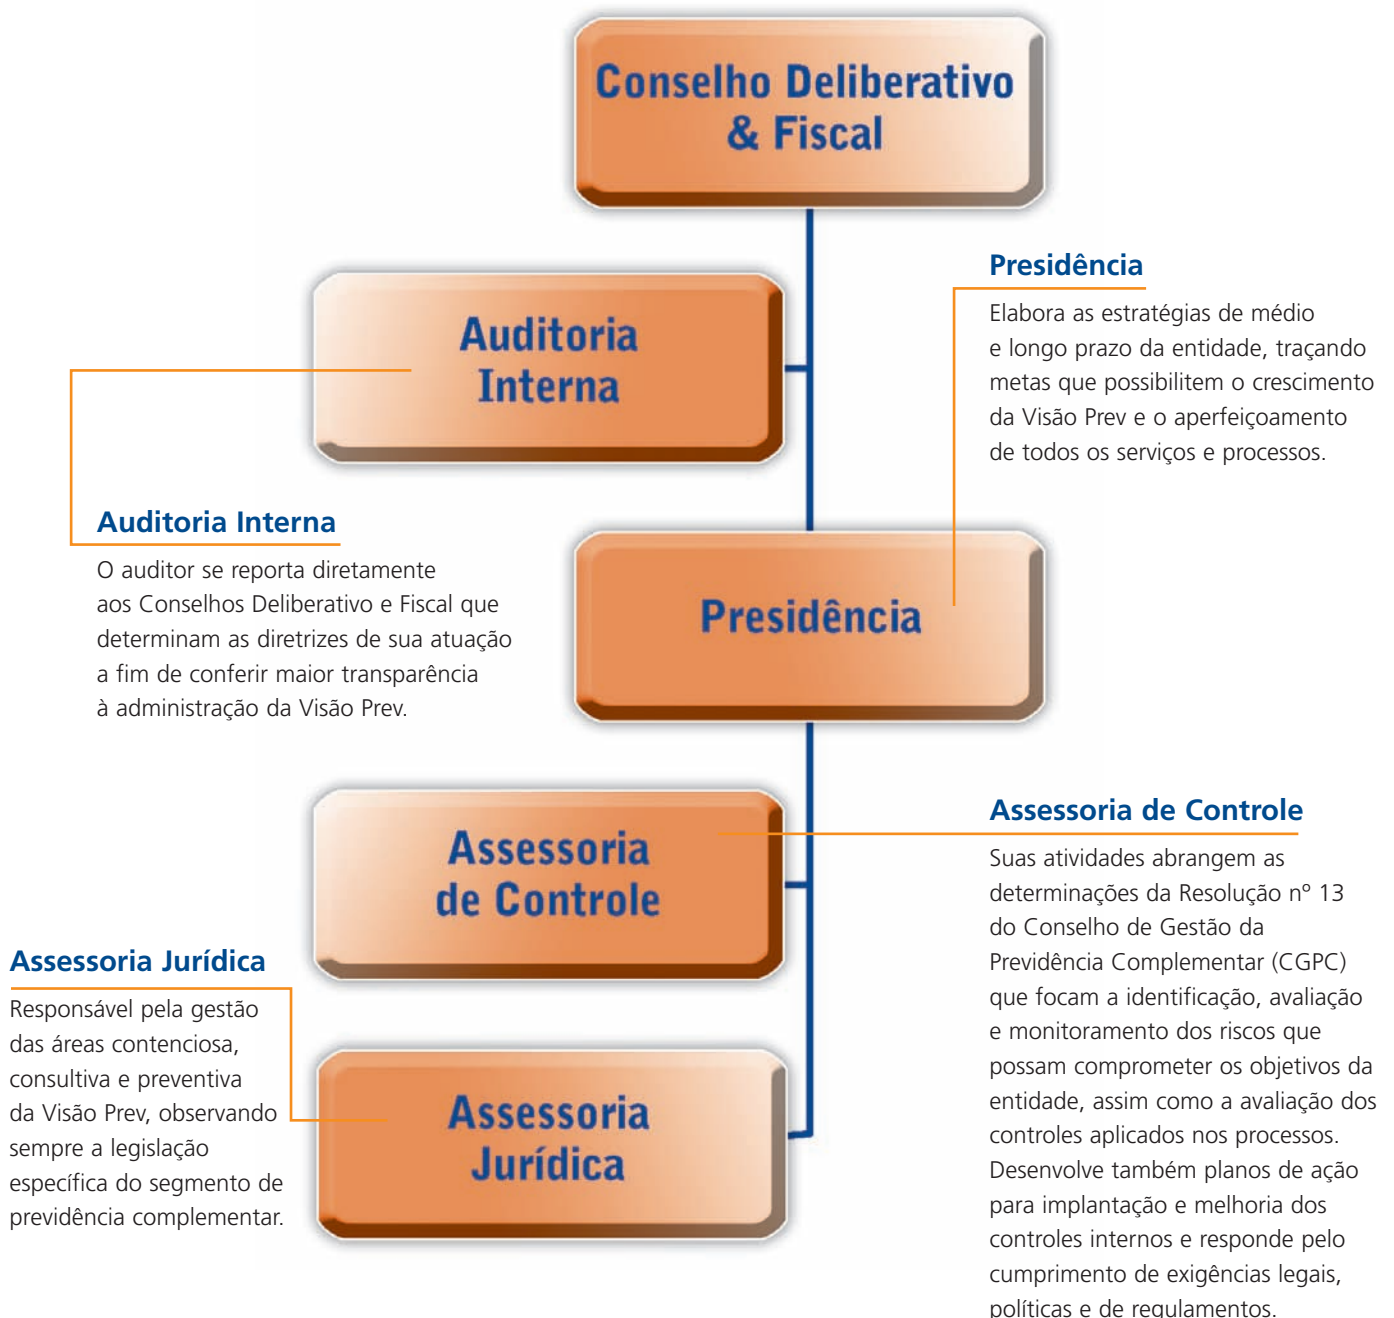 Conselho Deliberativo
& Fiscal
Auditoria
Interna
Presidência
Elabora as estratégias de médio
e longo prazo da entidade, traçando
metas que possibilitem o crescimento
da Visão Prev e o aperfeiçoamento
de todos os serviços e processos.
Auditoria Interna
O auditor se reporta diretamente
aos Conselhos Deliberativo e Fiscal que
determinam as diretrizes de sua atuação
a fim de conferir maior transparência
à administração da Visão Prev.
Presidência
Assessoria
de Controle
Assessoria de Controle
Suas atividades abrangem as
determinações da Resolução nº 13
do Conselho de Gestão da
Previdência Complementar (CGPC)
que focam a identificação, avaliação
e monitoramento dos riscos que
possam comprometer os objetivos da
entidade, assim como a avaliação dos
controles aplicados nos processos.
Desenvolve também planos de ação
para implantação e melhoria dos
controles internos e responde pelo
cumprimento de exigências legais,
políticas e de regulamentos.
Assessoria Jurídica
Responsável pela gestão
das áreas contenciosa,
consultiva e preventiva
da Visão Prev, observando
sempre a legislação
específica do segmento de
previdência complementar.
Assessoria
Jurídica